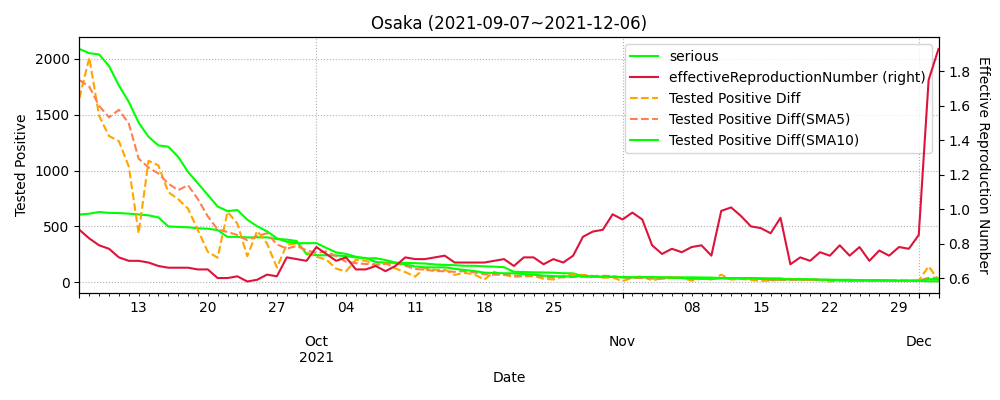 Osaka (2021-09-07~2021-12-06)
serious
effectiveReproductionNumber (right)
Tested Positive Diff
Tested Positive Diff(SMA5)
Tested Positive Diff(SMA10)
Tested Positive
2000
1500
1000
500
0
1.8
1.6
1.4
1.2
1.0
0.8
0.6
Effective Reproduction Number
13 20 27 04 11 18 25 08 15 22 29
Oct Nov Dec
2021
Date